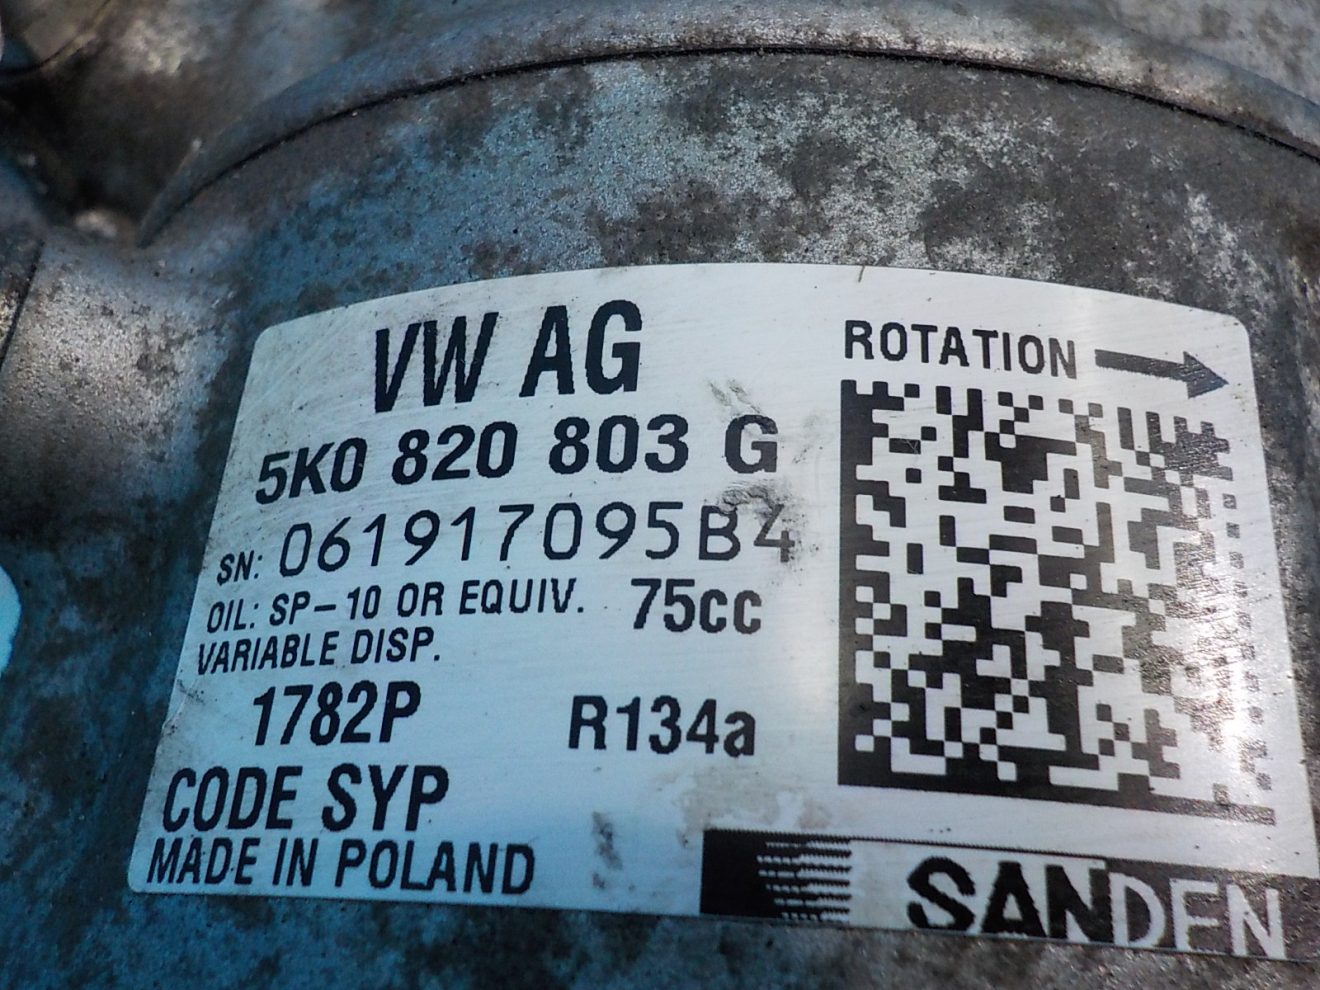 VW AG
5K0 820 803 G
SN: 061917095B4
OIL: SP-10 OR EQUIV. 75cc
VARIABLE DISP.
1782P R134a
CODE SYP
MADE IN POLAND
ROTATION
SANDEN